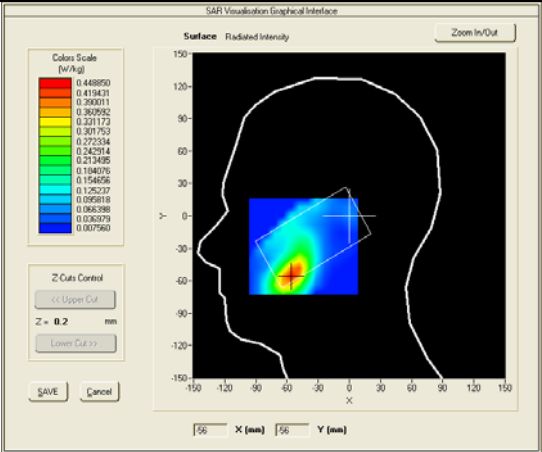 SAR Visualisation Graphical Interface
Surface Radiated Intensity
Zoom In/Out
Colors Scale
(W/kg)
0.448850
0.419431
0.390011
0.360592
0.331173
0.301753
0.272334
0.242914
0.213495
0.184076
0.154656
0.125237
0.095818
0.066398
0.036979
0.007560
Z-Cuts Control
<< Upper Cut
Z = 0.2 mm
Lower Cut >>
SAVE Cancel
150
120
90
60
30
0
-30
-60
-90
-120
-150
Y
-150 -120 -90 -60 -30 0 30 60 90 120 150
X
-56 X (mm) -56 Y (mm)